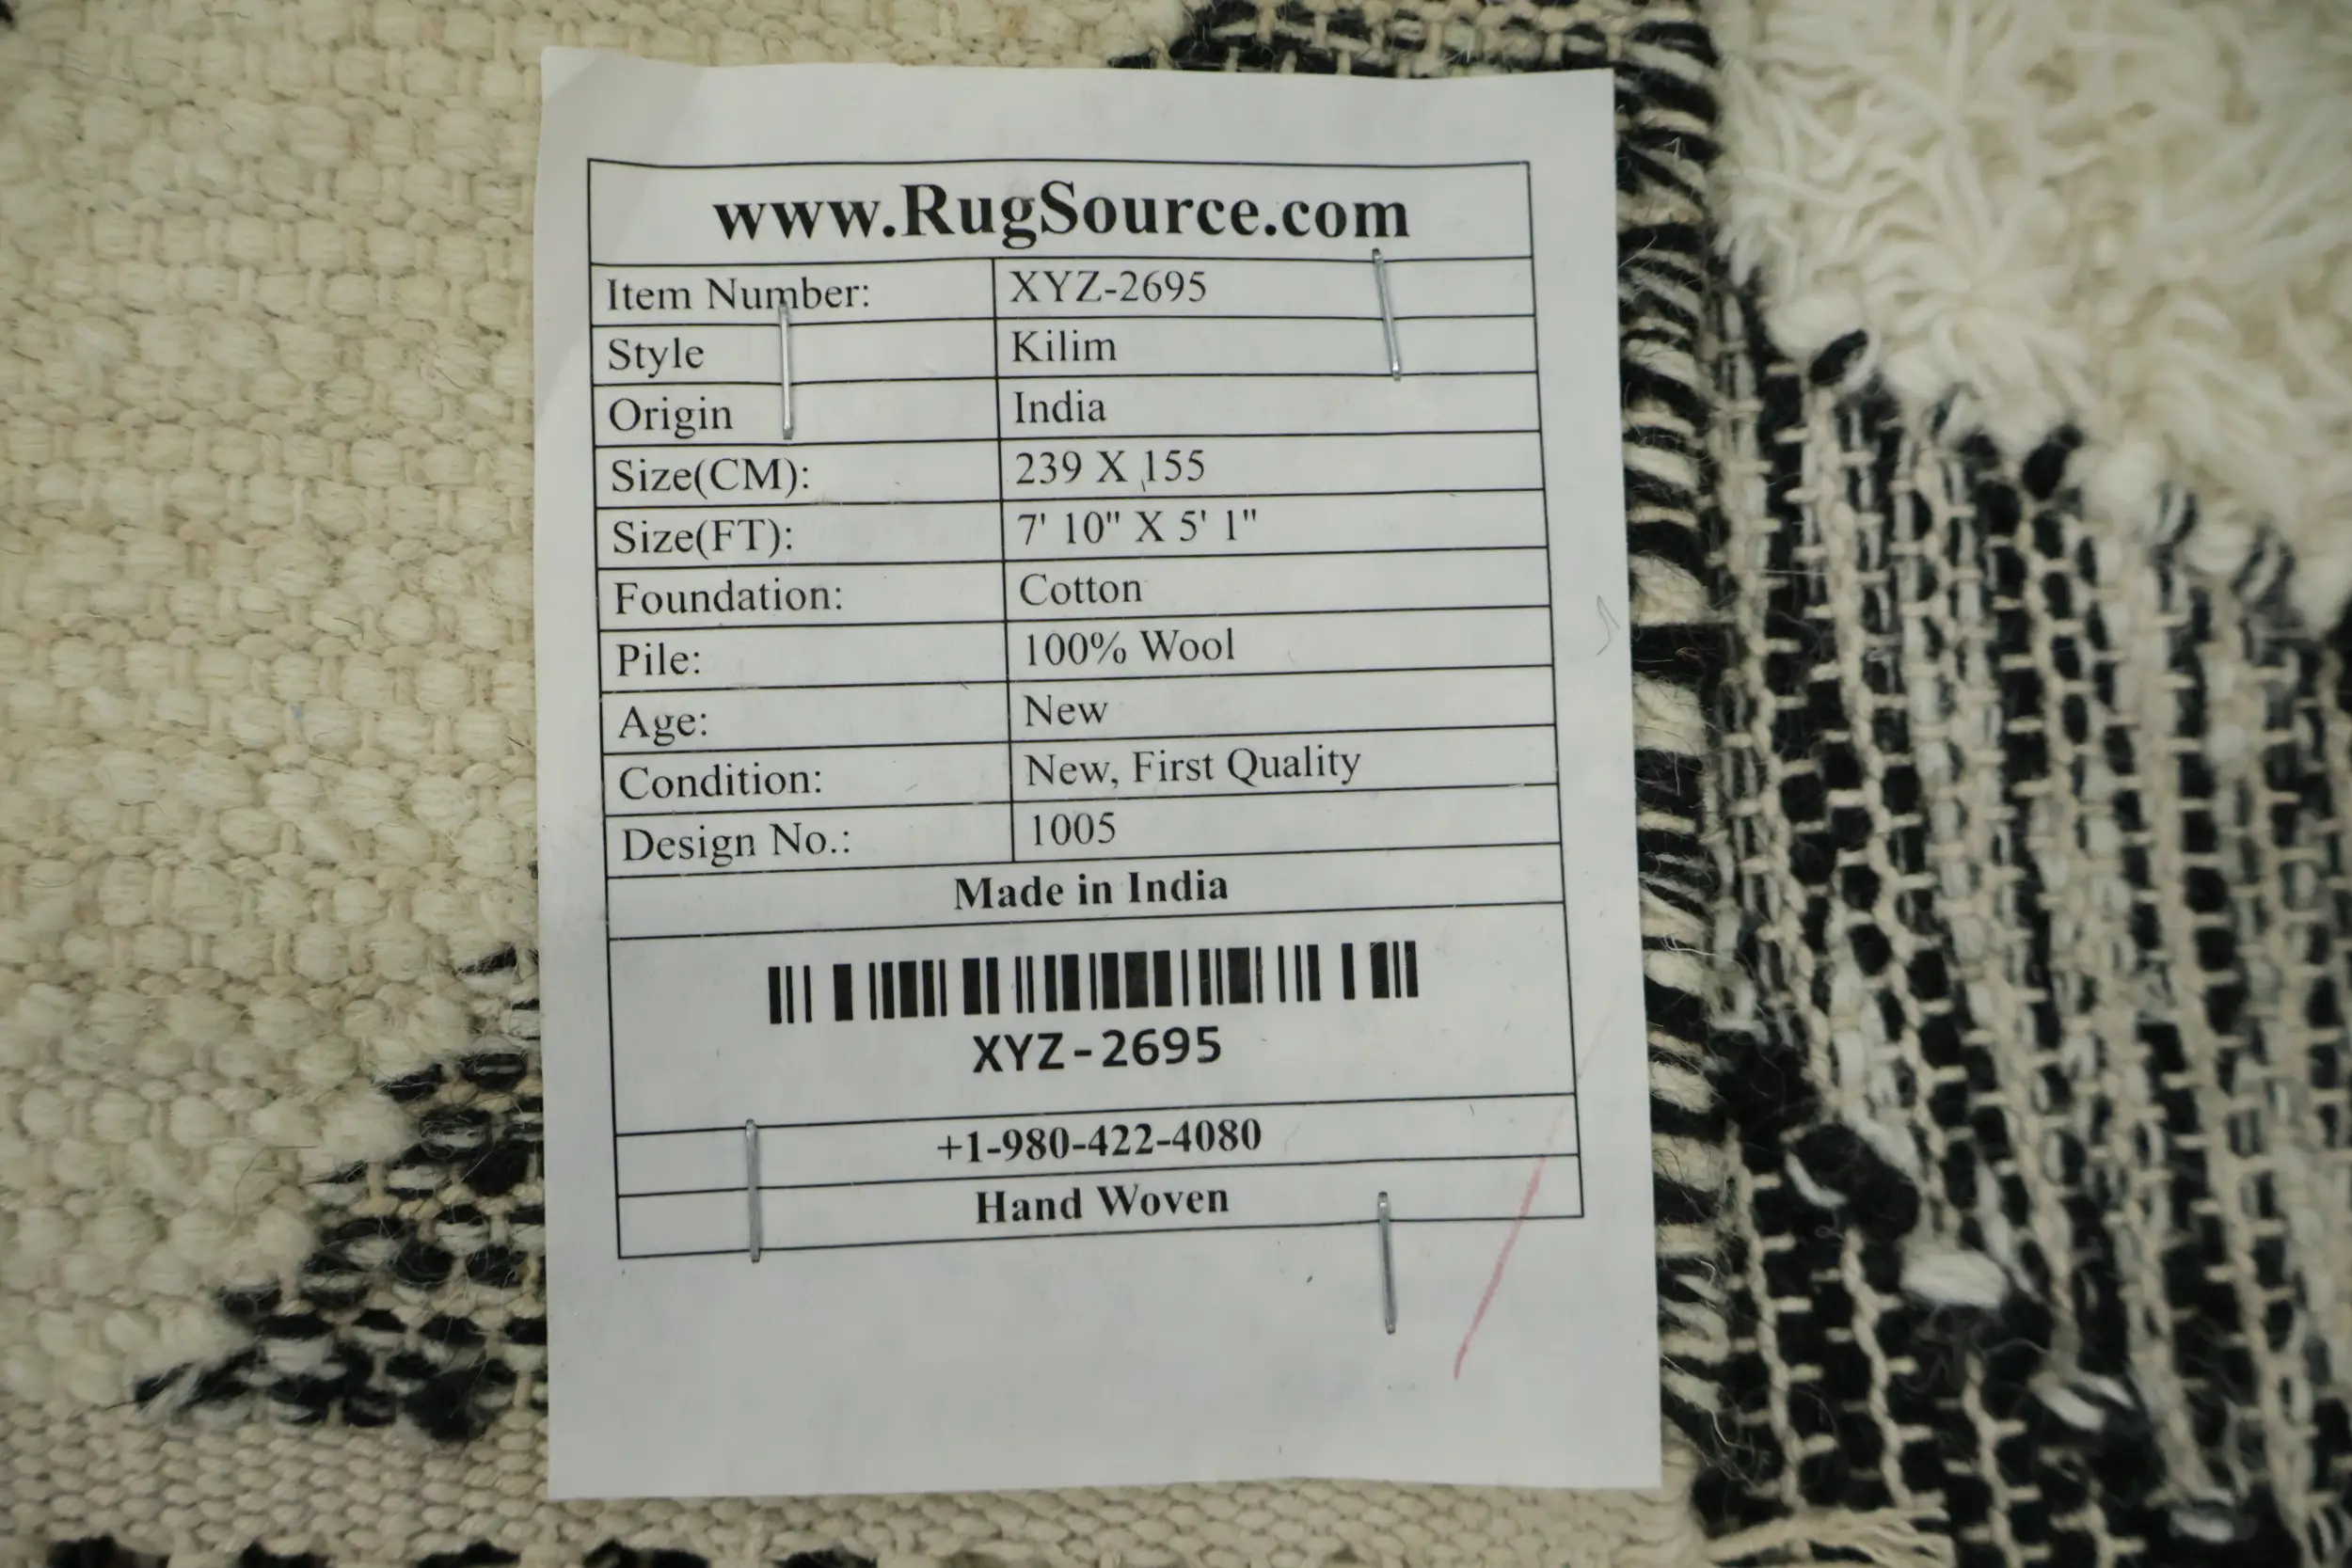 www.RugSource.com
Item Number: XYZ-2695
Style Kilim
Origin India
Size(CM): 239 X 155
Size(FT): 7' 10" X 5' 1"
Foundation: Cotton
Pile: 100% Wool
Age: New
Condition: New, First Quality
Design No.: 1005
Made in India
XYZ-2695
+1-980-422-4080
Hand Woven